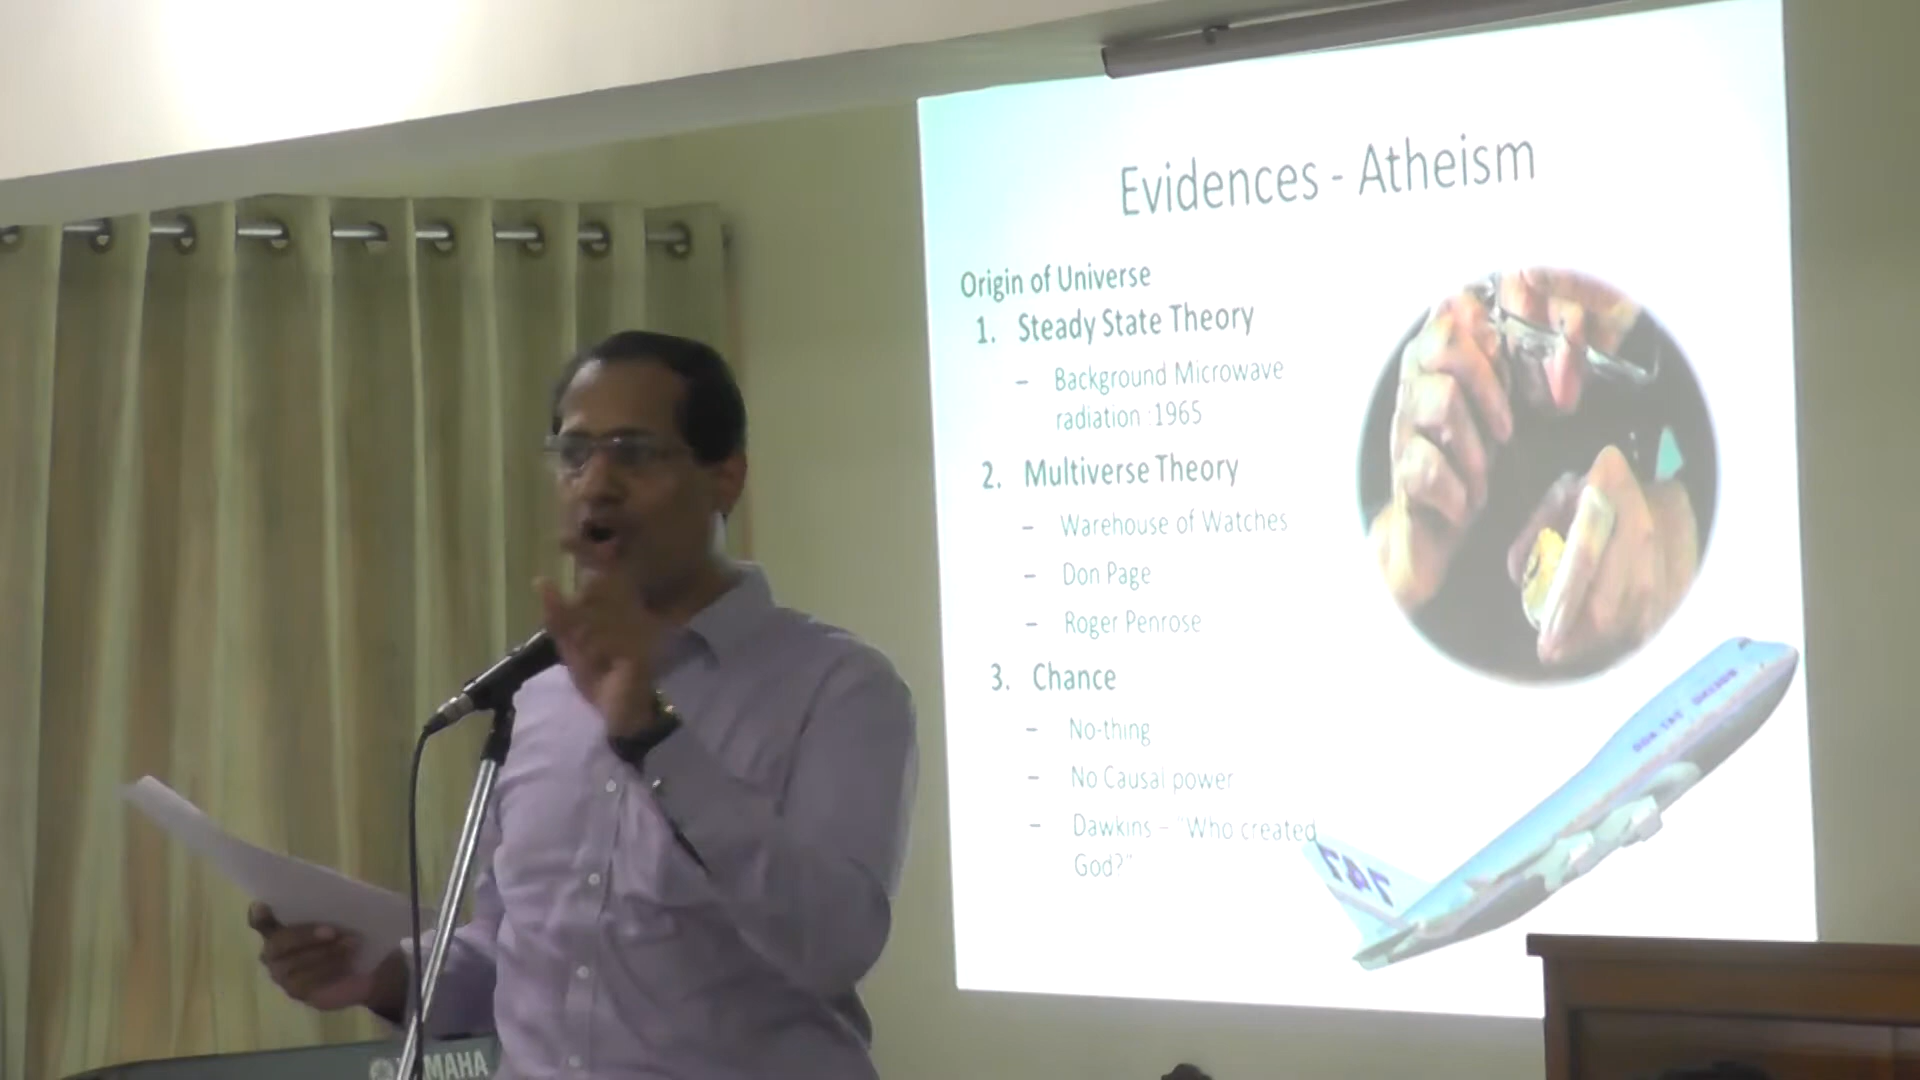 Evidences - Atheism
Origin of Universe
1. Steady State Theory
– Background Microwave
radiation :1965
2. Multiverse Theory
– Warehouse of Watches
– Don Page
– Roger Penrose
3. Chance
– No-thing
– No Causal power
– Dawkins – "Who created
God?"
747
YAMAHA